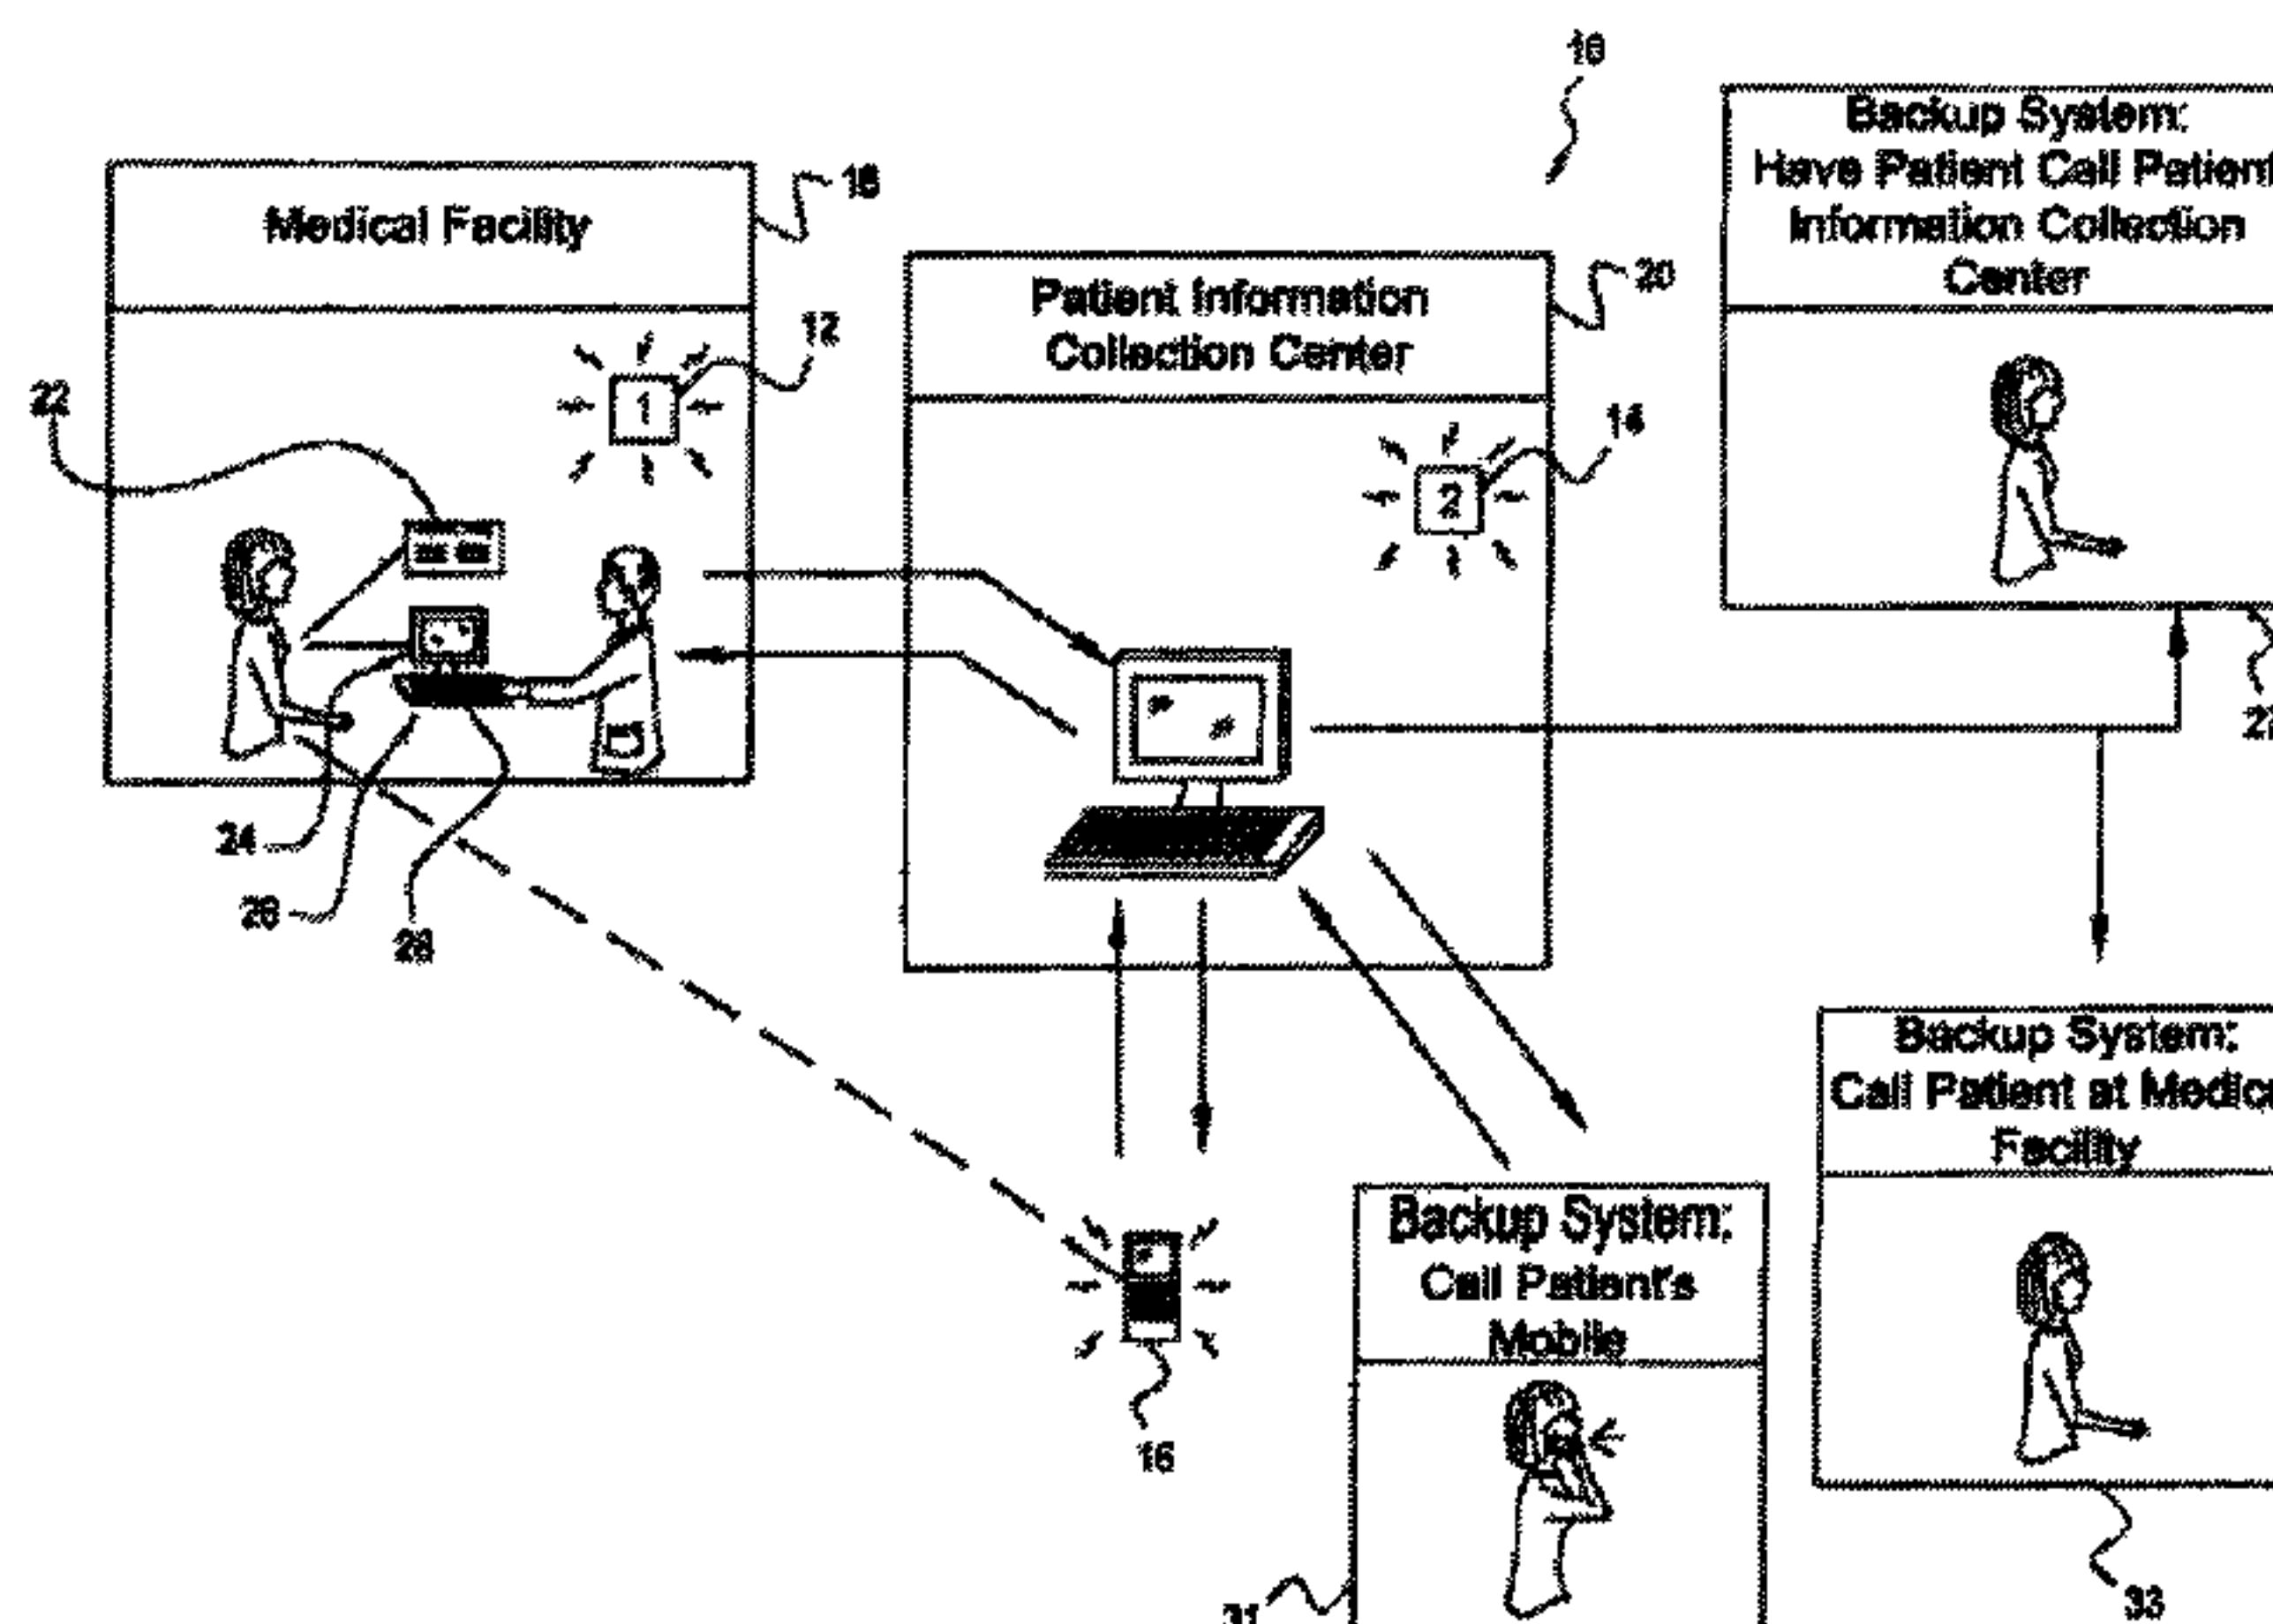 10
Backup System:
Have Patient Call Patient
Information Collection
Center
Medical Facility
18
Patient Information
Collection Center
20
12
1
22
14
2
24
26
28
Backup System:
Call Patient at
Facility
Backup System:
Call Patient's
Mobile
16
31
33